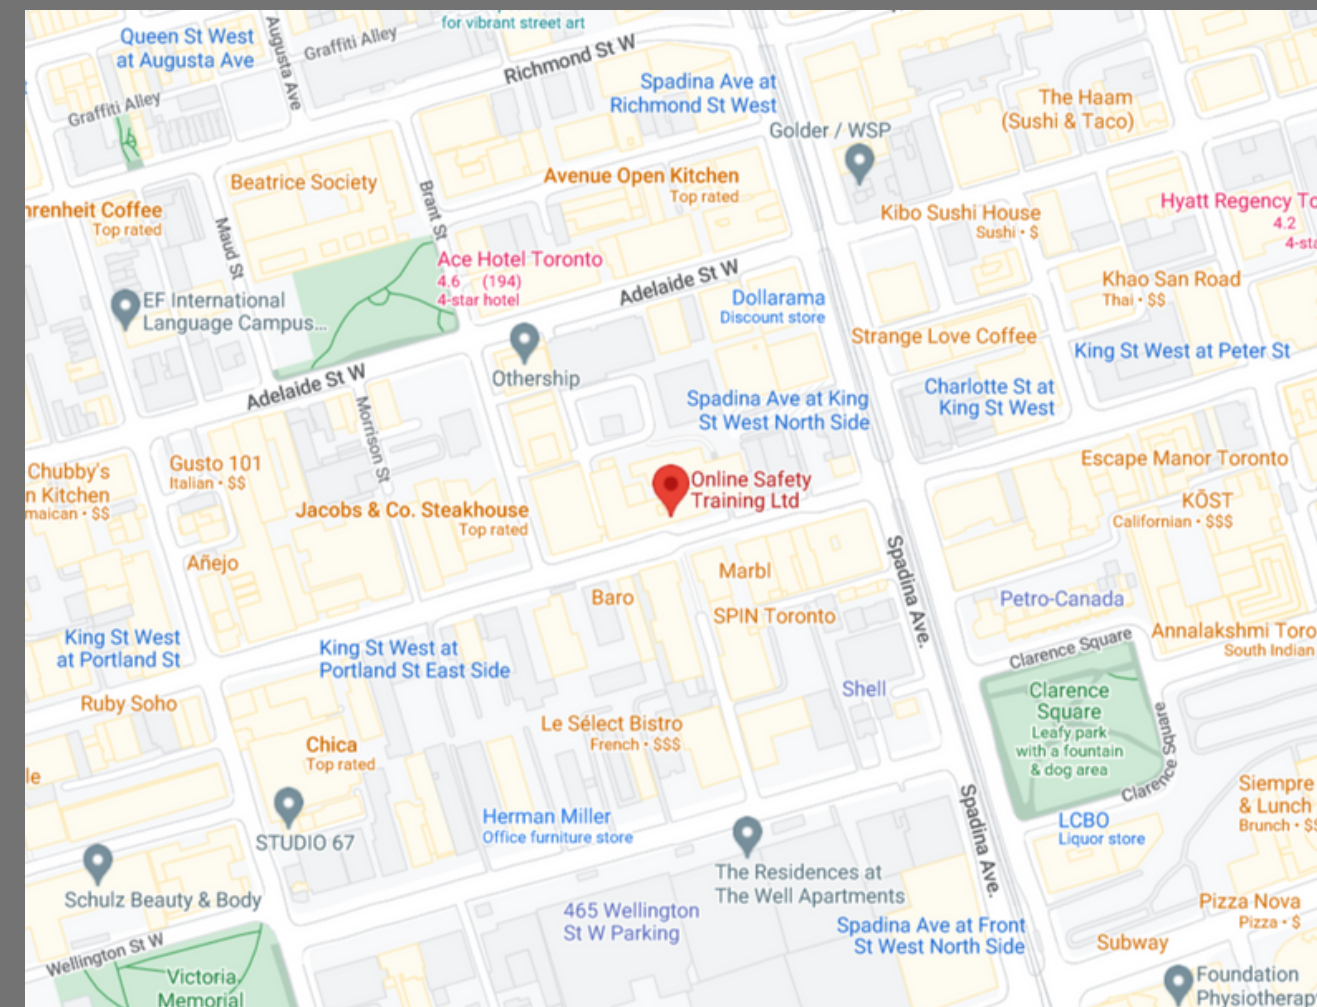 for vibrant street art
Queen St West
at Augusta Ave
Augusta Ave
Graffiti Alley
Richmond St W
Graffiti Alley
Spadina Ave at
Richmond St West
The Haam
(Sushi & Taco)
Golder / WSP
Beatrice Society
Avenue Open Kitchen
Top rated
Brant St
hrenheit Coffee
Top rated
Maud St
Kibo Sushi House
Sushi • $
Hyatt Regency To
4.2
4-sta
Ace Hotel Toronto
4.6 (194)
4-star hotel
Adelaide St W
Khao San Road
Thai • $$
EF International
Language Campus...
Dollarama
Discount store
Strange Love Coffee
King St West at Peter St
Othership
Adelaide St W
Morrison St
Spadina Ave at King
St West North Side
Charlotte St at
King St West
Chubby's
n Kitchen
maican • $$
Gusto 101
Italian • $$
Escape Manor Toronto
Online Safety
Training Ltd
KŌST
Californian • $$$
Jacobs & Co. Steakhouse
Top rated
Añejo
Spadina Ave.
Marbl
Baro
SPIN Toronto
Petro-Canada
King St West
at Portland St
King St West at
Portland St East Side
Clarence Square
Annalakshmi Toro
South Indian
Ruby Soho
Shell
Clarence
Square
Leafy park
with a fountain
& dog area
Clarence Square
Le Sélect Bistro
French • $$$
Chica
Top rated
le
Siempre
& Lunch
Brunch • $$
Spadina Ave.
Herman Miller
Office furniture store
LCBO
Liquor store
STUDIO 67
The Residences at
The Well Apartments
Schulz Beauty & Body
465 Wellington
St W Parking
Spadina Ave at Front
St West North Side
Pizza Nova
Pizza • $
Subway
Wellington St W
Victoria
Memorial
Foundation
Physiotherap